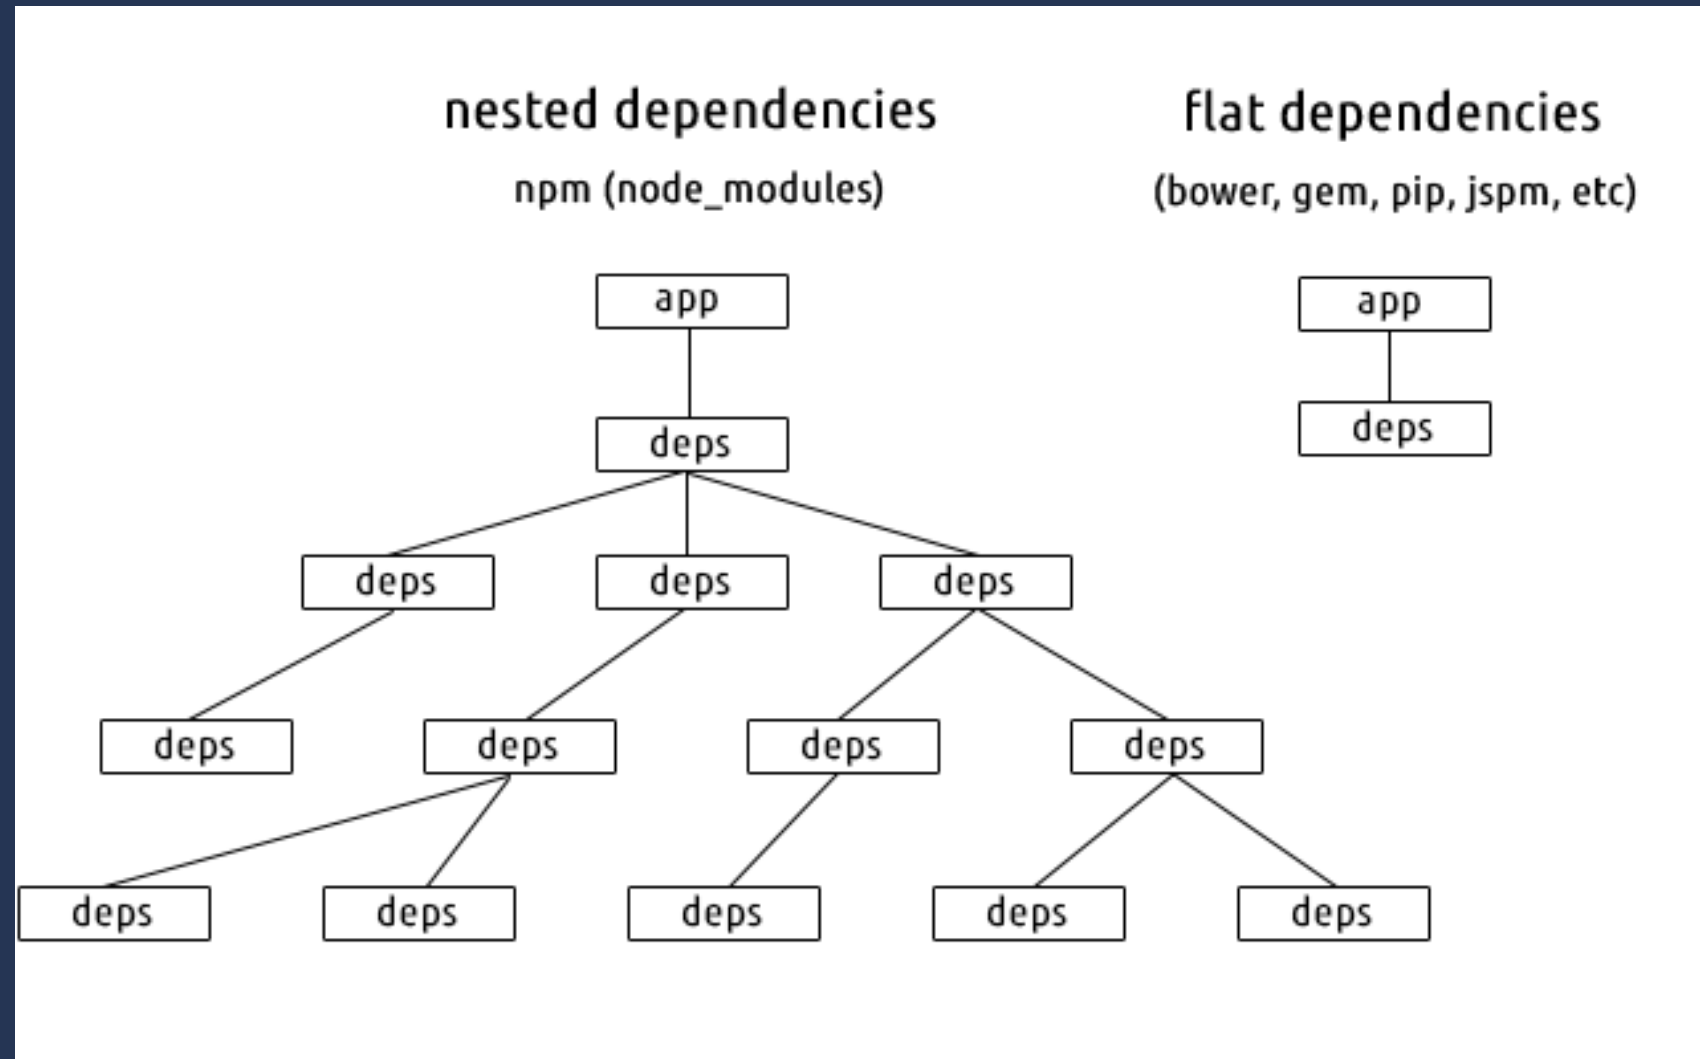 nested dependencies
npm (node_modules)
app
deps
deps deps deps
deps deps deps deps
deps deps deps deps deps
flat dependencies
(bower, gem, pip, jspm, etc)
app
deps